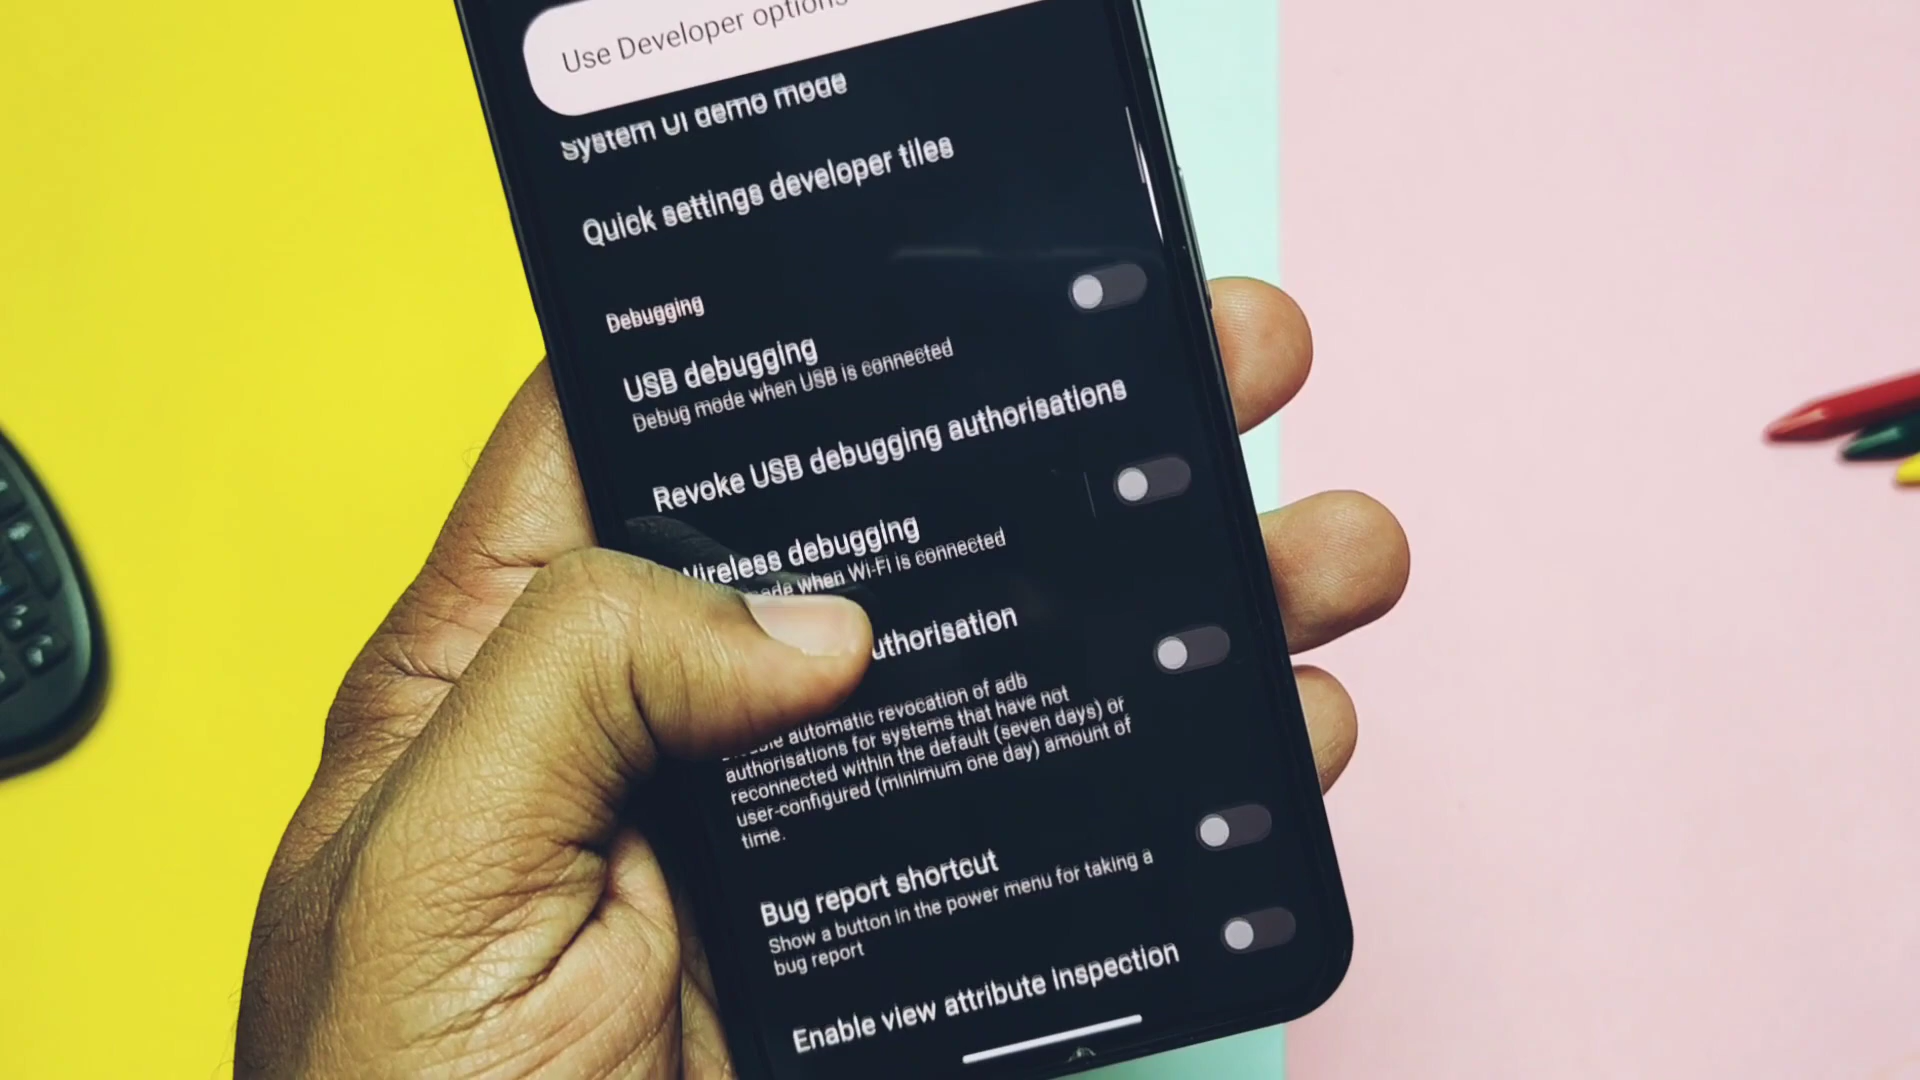 Use Developer options
System UI demo mode
Quick settings developer tiles
Debugging
USB debugging
Debug mode when USB is connected
Revoke USB debugging authorisations
Wireless debugging
when Wi-Fi is connected
automatic revocation of adb
authorisations for systems that have not
reconnected within the default (seven days) or
user-configured (minimum one day) amount of
time.
Bug report shortcut
Show a button in the power menu for taking a
bug report
Enable view attribute inspection